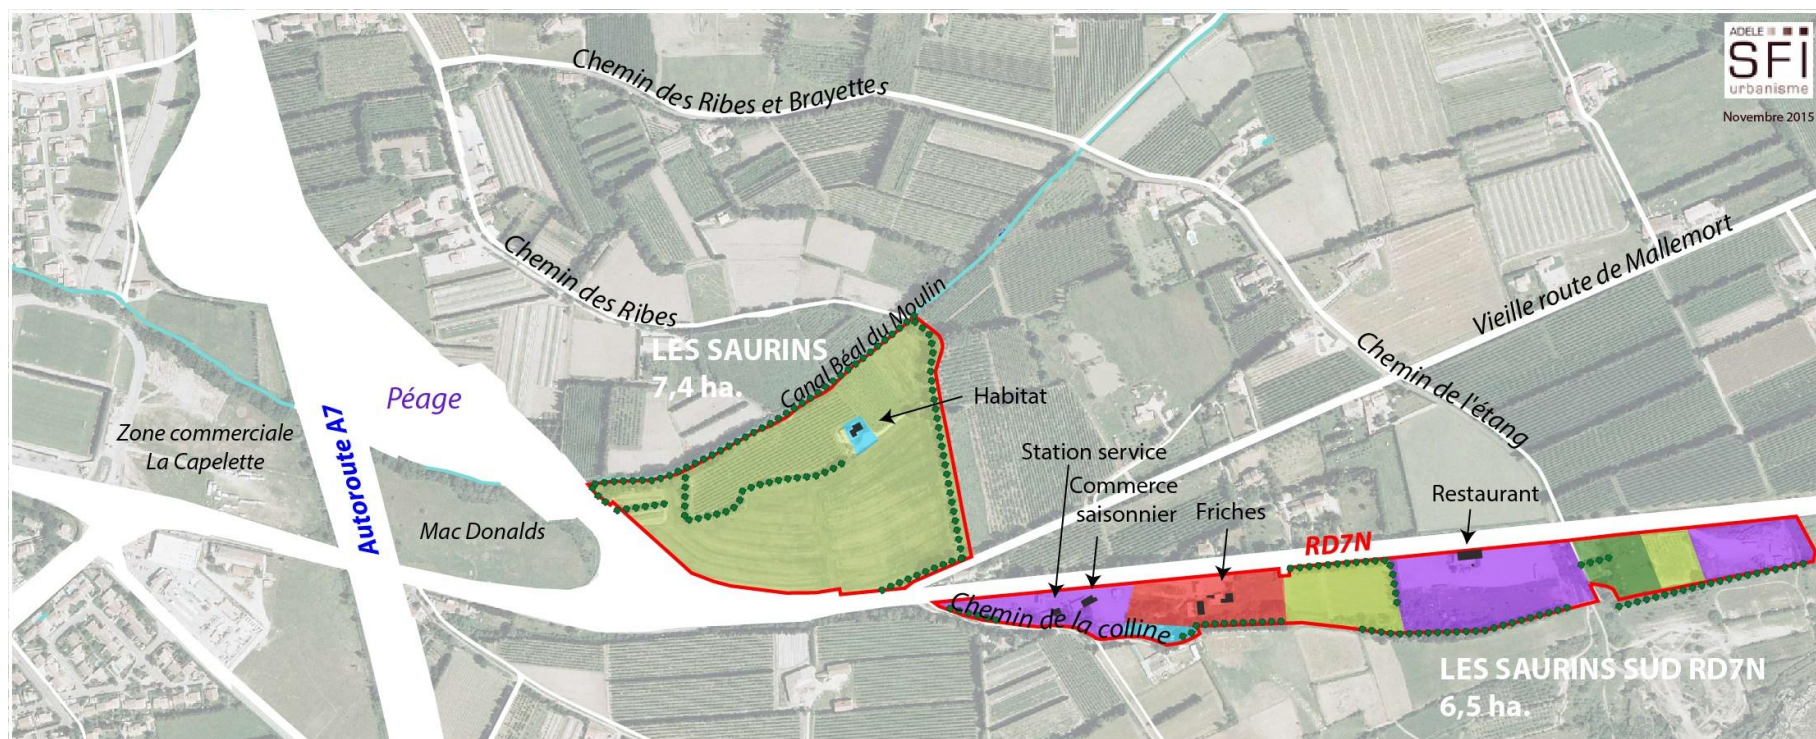 ADELE
SFI
urbanisme
Novembre 2015
Chemin des Ribes et Brayettes
Chemin des Ribes
Canal Béal du Moulin
Vieille route de Mallemort
Chemin de l'étang
LES SAURINS
7,4 ha.
Péage
Autoroute A7
Zone commerciale
La Capelette
Mac Donalds
Habitat
Station service
Commerce
saisonnier
Friches
Restaurant
RD7N
Chemin de la colline
LES SAURINS SUD RD7N
6,5 ha.